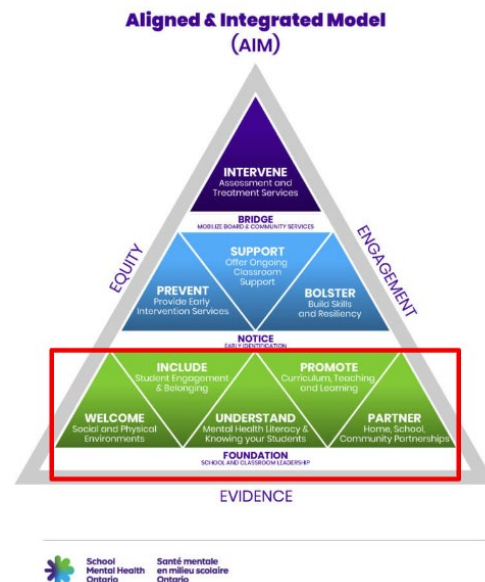 Aligned & Integrated Model
(AIM)
INTERVENE
Assessment and
Treatment Services
BRIDGE
MOBILIZE BOARD & COMMUNITY SERVICES
EQUITY
ENGAGEMENT
SUPPORT
Offer Ongoing
Classroom
Support
PREVENT
Provide Early
Intervention Services
BOLSTER
Build Skills
and Resiliency
NOTICE
EARLY IDENTIFICATION
INCLUDE
Student Engagement
& Belonging
PROMOTE
Curriculum, Teaching
and Learning
WELCOME
Social and Physical
Environments
UNDERSTAND
Mental Health Literacy &
Knowing your Students
PARTNER
Home, School,
Community Partnerships
FOUNDATION
SCHOOL AND CLASSROOM LEADERSHIP
EVIDENCE
School
Mental Health
Ontario
Santé mentale
en milieu scolaire
Ontario